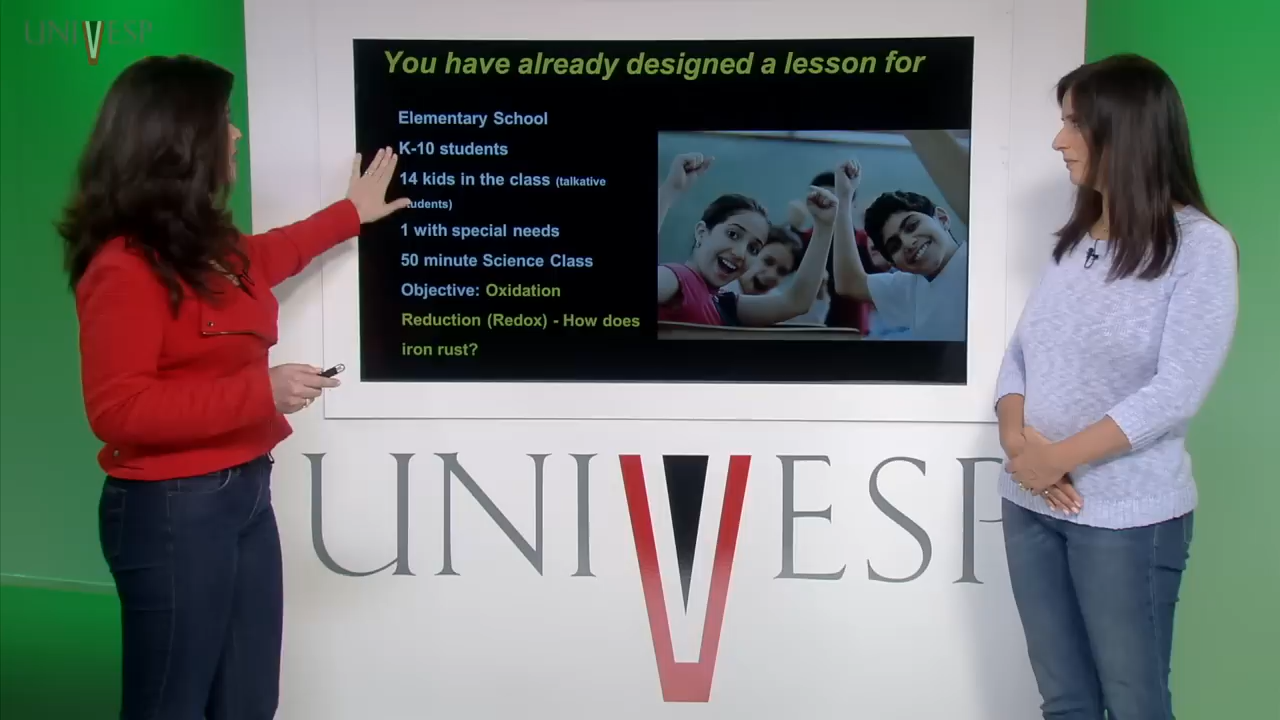 UNIVESP
You have already designed a lesson for
Elementary School
K-10 students
14 kids in the class (talkative
students)
1 with special needs
50 minute Science Class
Objective: Oxidation
Reduction (Redox) - How does
iron rust?
UNIVESP